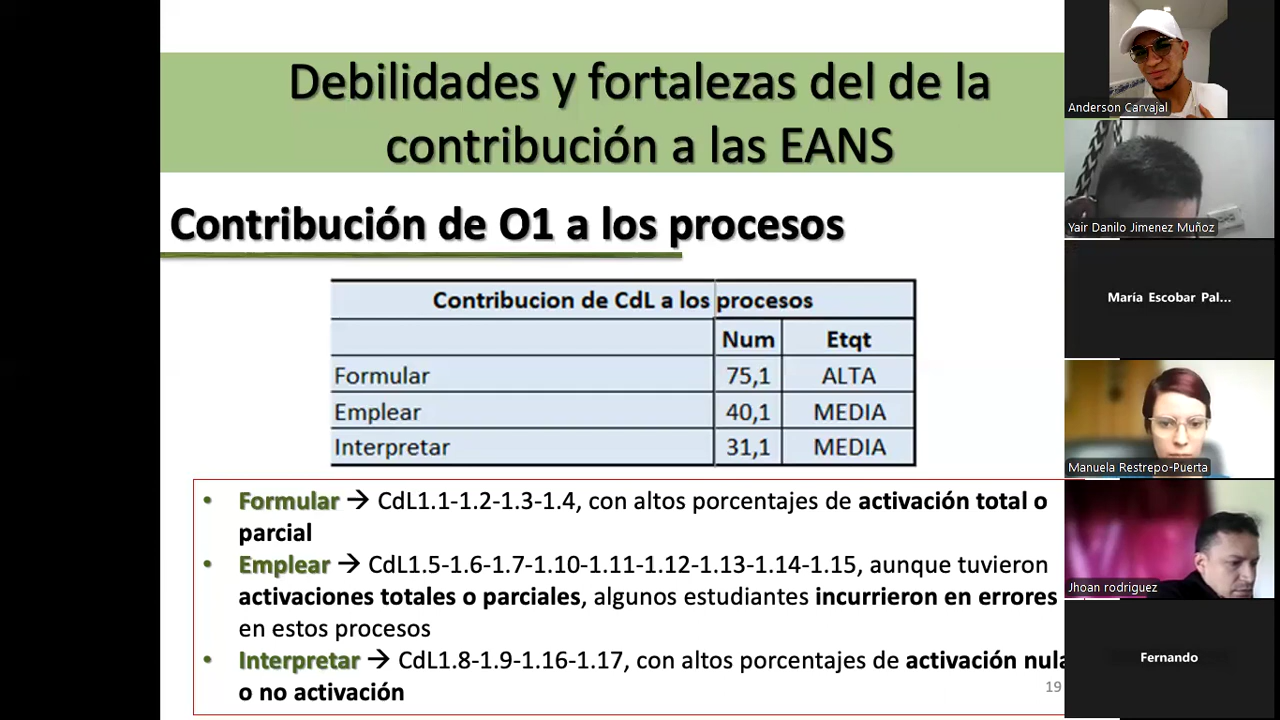 Debilidades y fortalezas del de la
contribución a las EANS
Contribución de O1 a los procesos
Contribucion de CdL a los procesos
Num Etqt
Formular 75,1 ALTA
Emplear 40,1 MEDIA
Interpretar 31,1 MEDIA
• Formular → CdL1.1-1.2-1.3-1.4, con altos porcentajes de activación total o
parcial
• Emplear → CdL1.5-1.6-1.7-1.10-1.11-1.12-1.13-1.14-1.15, aunque tuvieron
activaciones totales o parciales, algunos estudiantes incurrieron en errores
en estos procesos
• Interpretar → CdL1.8-1.9-1.16-1.17, con altos porcentajes de activación nula
o no activación
19
Anderson Carvajal
Yair Danilo Jimenez Muñoz
María Escobar Pal...
Manuela Restrepo-Puerta
Jhoan rodriguez
Fernando